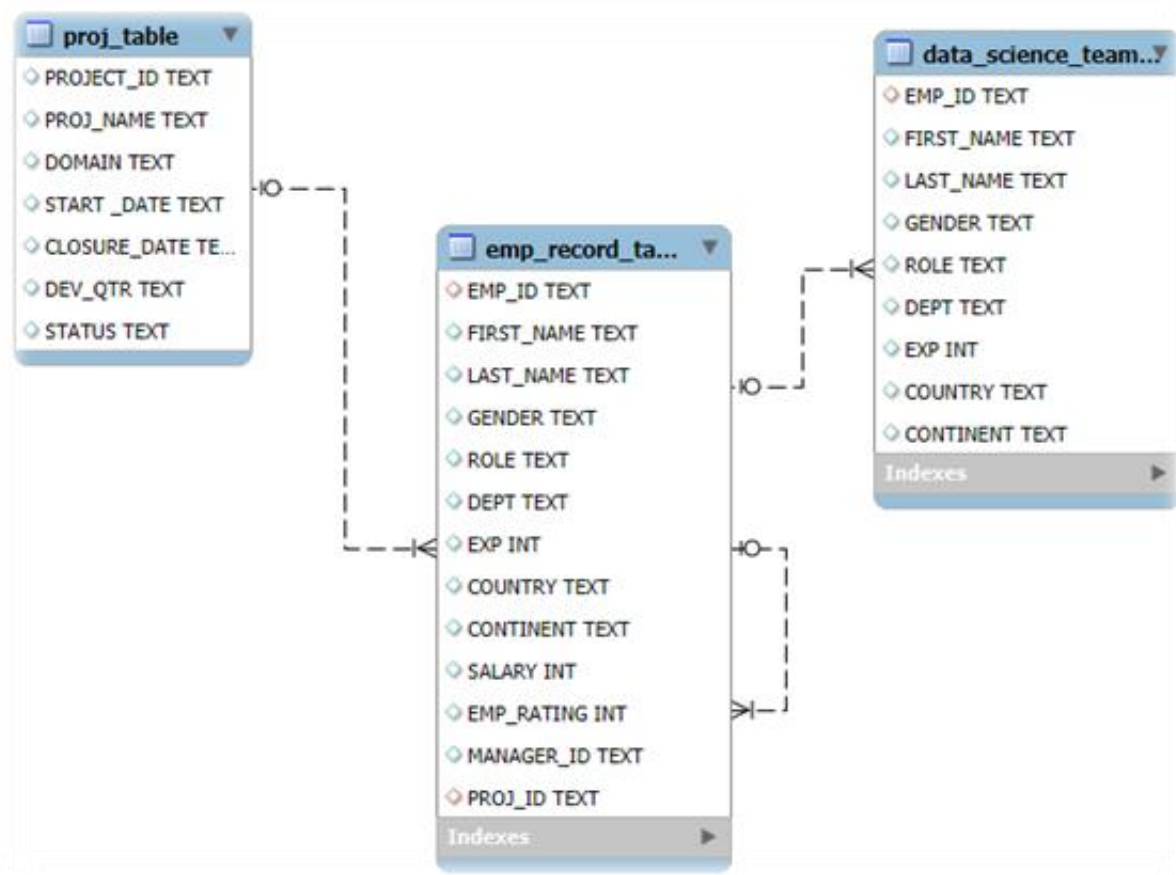 proj_table
PROJECT_ID TEXT
PROJ_NAME TEXT
DOMAIN TEXT
START _DATE TEXT
CLOSURE_DATE TE...
DEV_QTR TEXT
STATUS TEXT
emp_record_ta...
EMP_ID TEXT
FIRST_NAME TEXT
LAST_NAME TEXT
GENDER TEXT
ROLE TEXT
DEPT TEXT
EXP INT
COUNTRY TEXT
CONTINENT TEXT
SALARY INT
EMP_RATING INT
MANAGER_ID TEXT
PROJ_ID TEXT
Indexes
data_science_team...
EMP_ID TEXT
FIRST_NAME TEXT
LAST_NAME TEXT
GENDER TEXT
ROLE TEXT
DEPT TEXT
EXP INT
COUNTRY TEXT
CONTINENT TEXT
Indexes